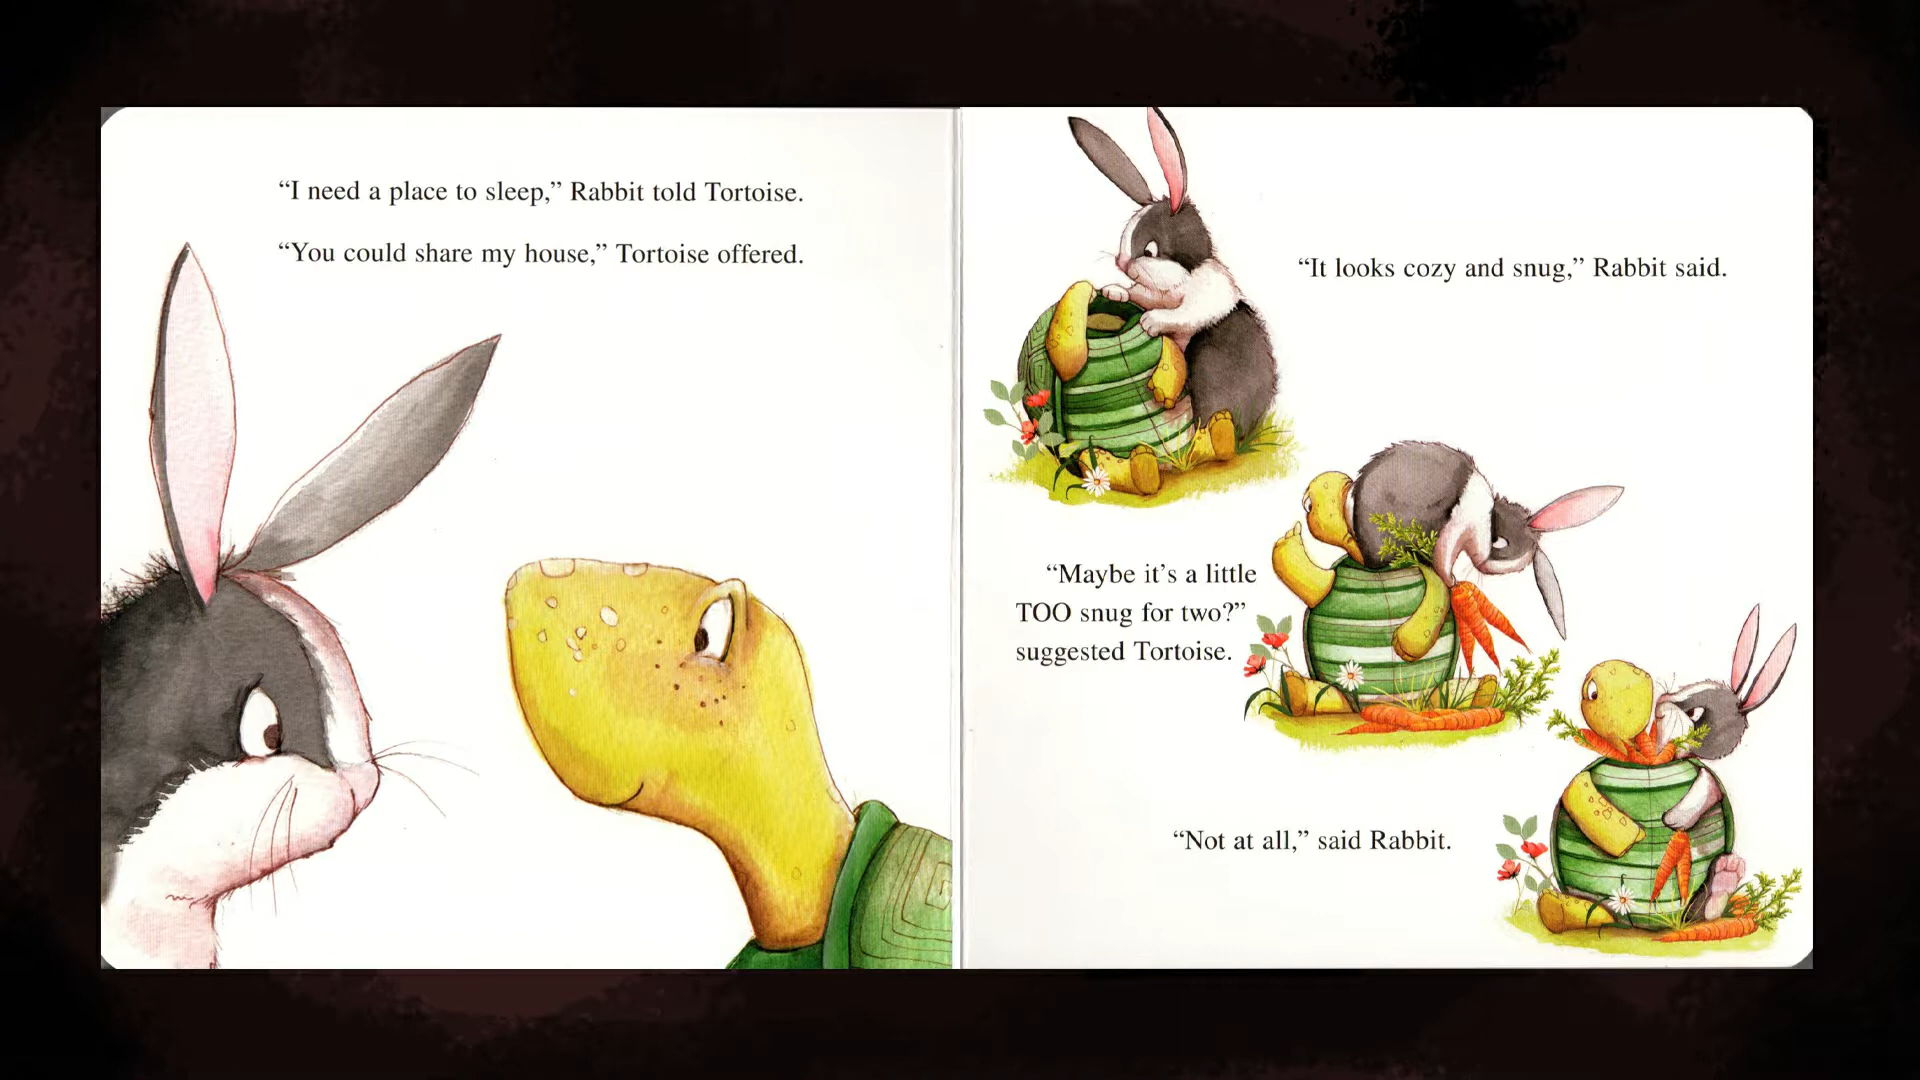 “I need a place to sleep,” Rabbit told Tortoise.
“You could share my house,” Tortoise offered.
“It looks cozy and snug,” Rabbit said.
“Maybe it’s a little
TOO snug for two?”
suggested Tortoise.
“Not at all,” said Rabbit.